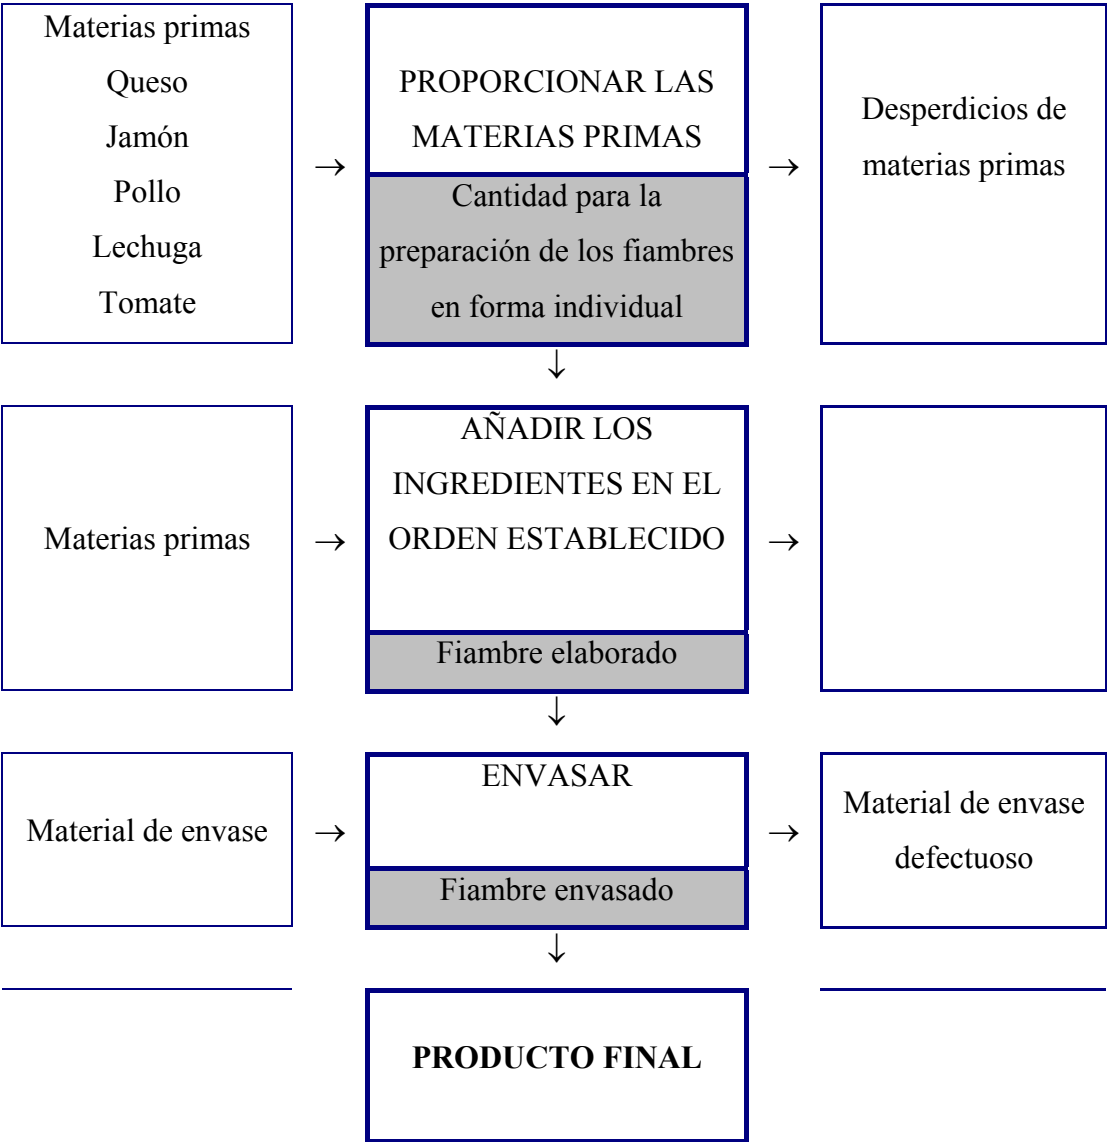 Materias primas
Queso
Jamón
Pollo
Lechuga
Tomate
→
PROPORCIONAR LAS
MATERIAS PRIMAS
Cantidad para la
preparación de los fiambres
en forma individual
→
Desperdicios de
materias primas
↓
Materias primas
→
AÑADIR LOS
INGREDIENTES EN EL
ORDEN ESTABLECIDO
Fiambre elaborado
→
↓
Material de envase
→
ENVASAR
Fiambre envasado
→
Material de envase
defectuoso
↓
PRODUCTO FINAL